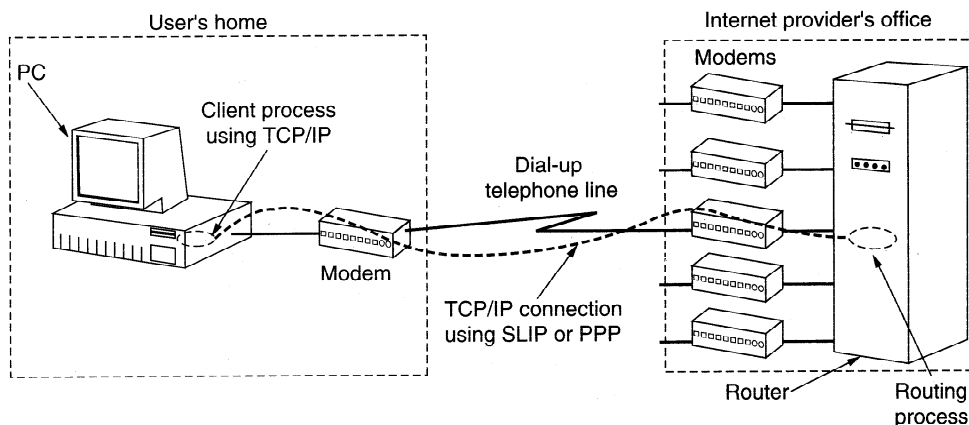 User's home
Internet provider's office
PC
Client process
using TCP/IP
Modem
Dial-up
telephone line
TCP/IP connection
using SLIP or PPP
Modems
Router
Routing
process